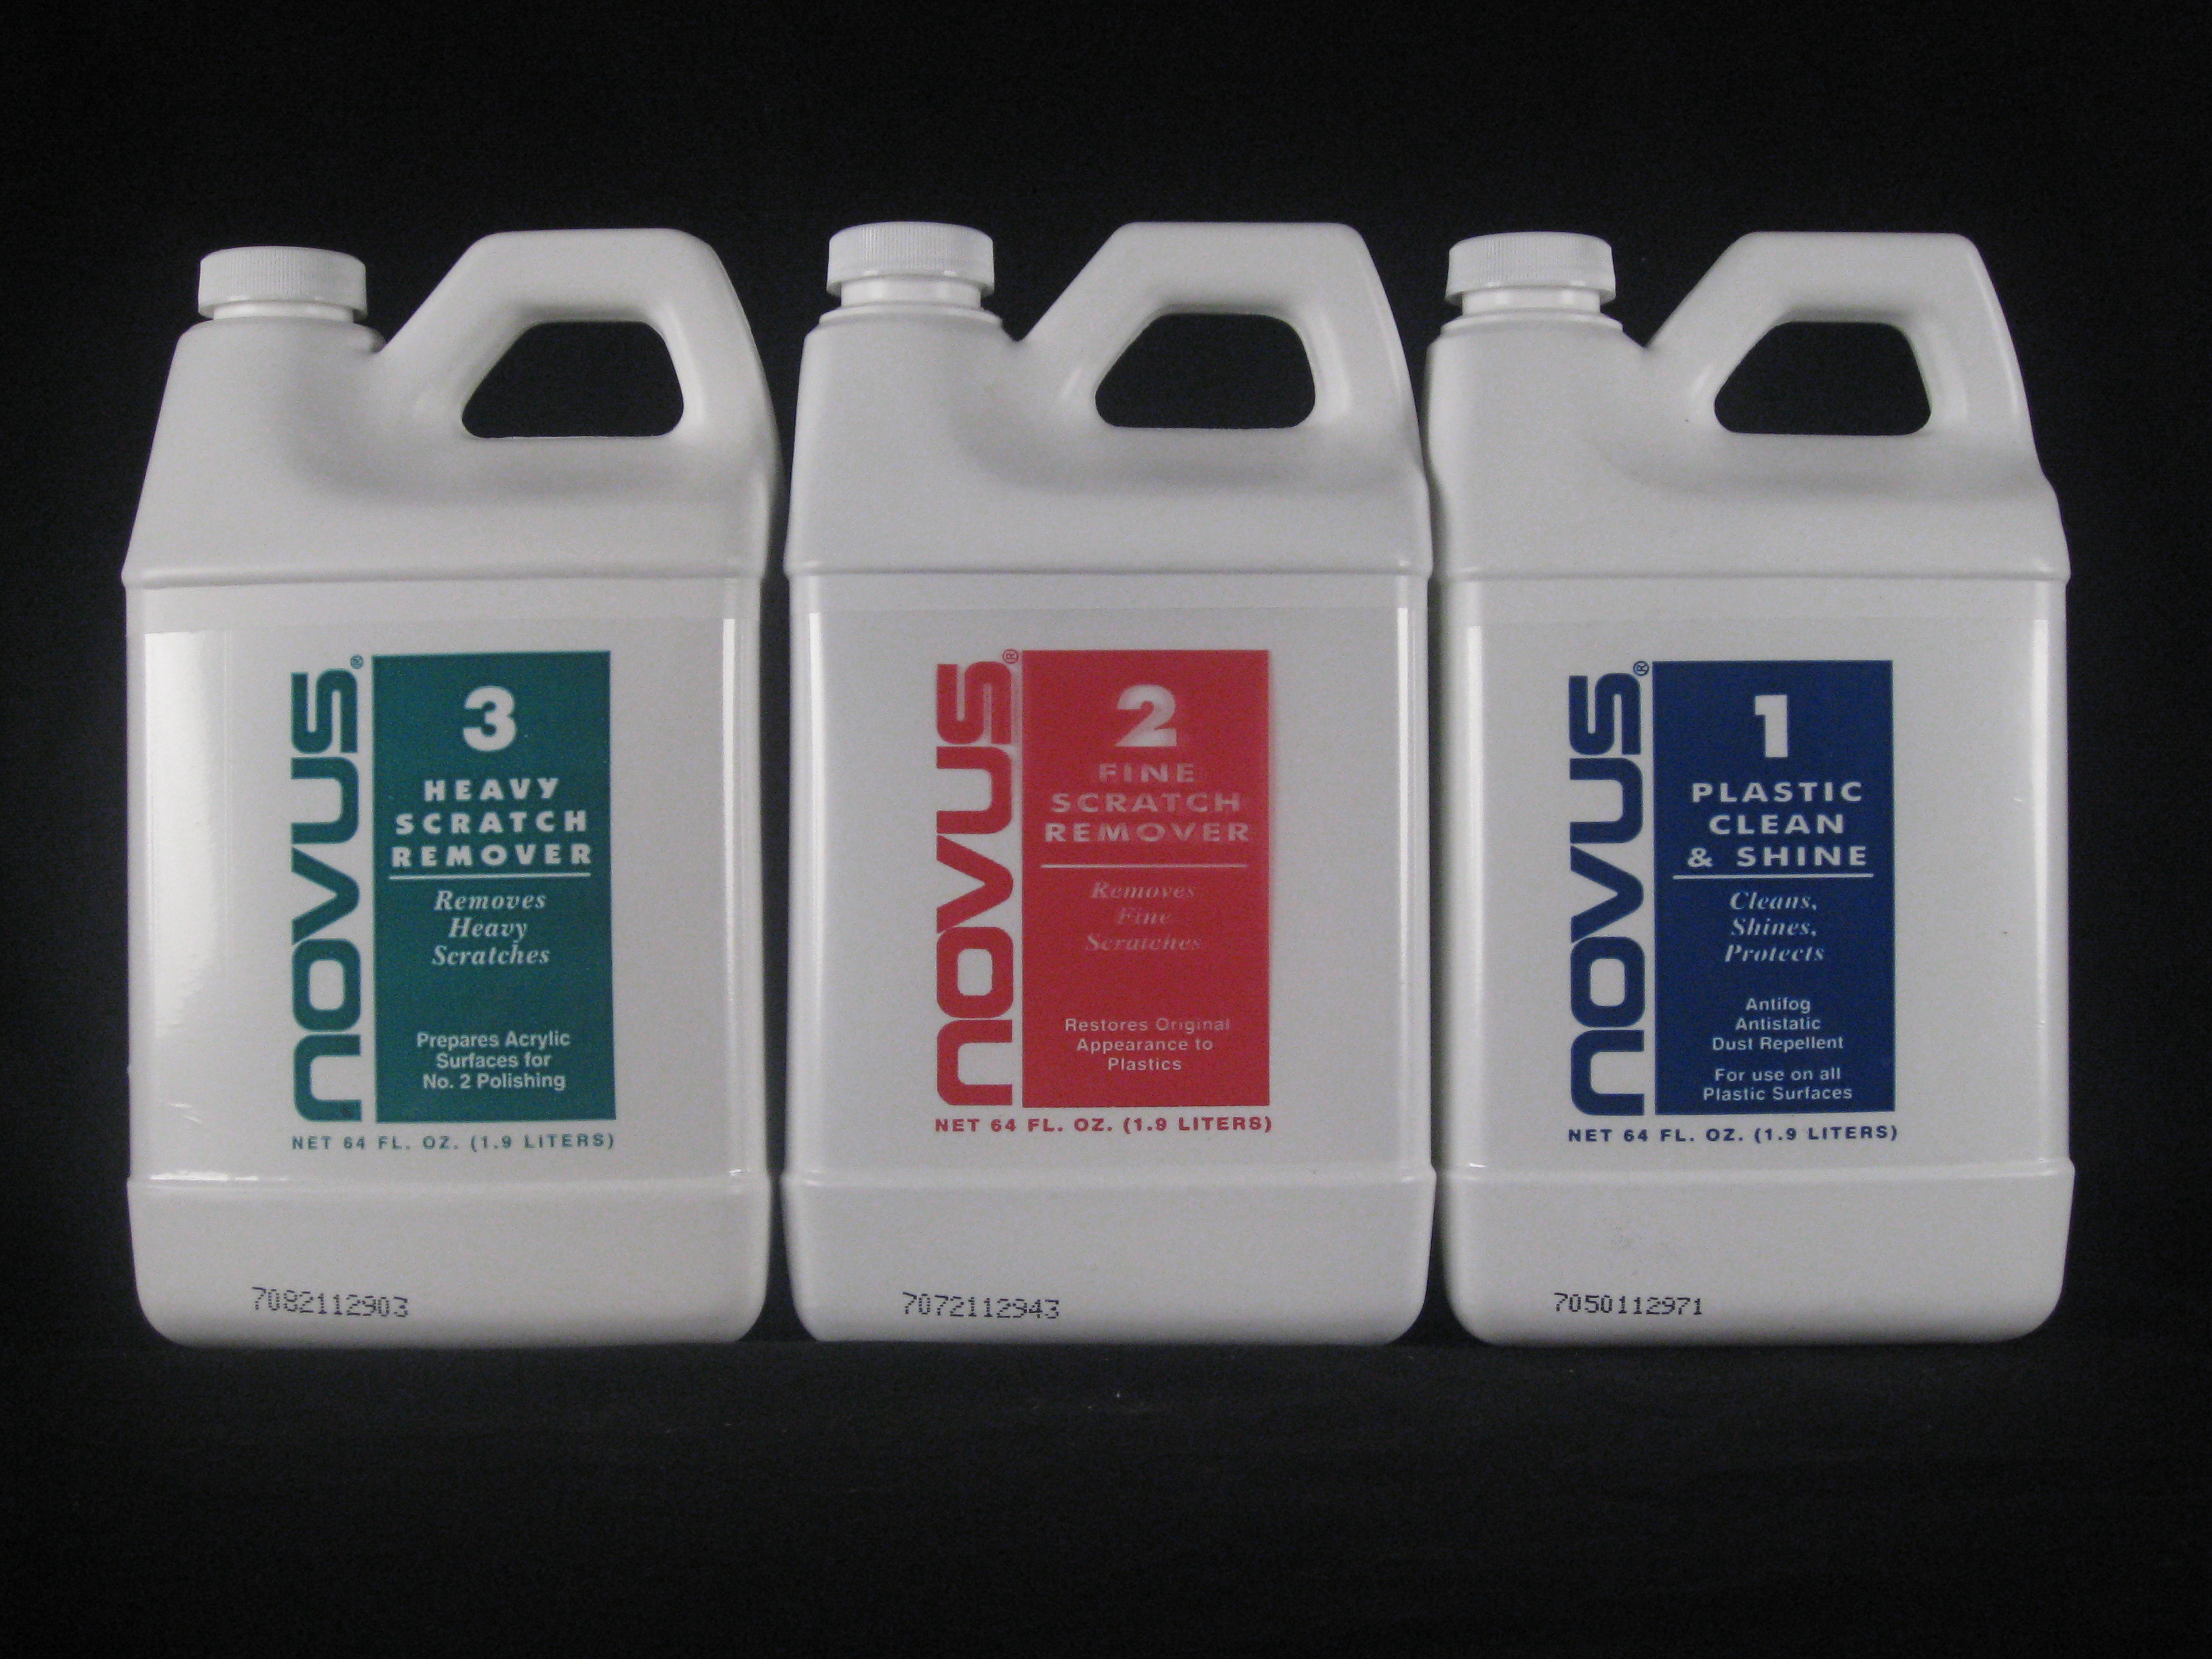 novus®
3
HEAVY
SCRATCH
REMOVER
Removes
Heavy
Scratches
Prepares Acrylic
Surfaces for
No. 2 Polishing
NET 64 FL. OZ. (1.9 LITERS)
7082112903
novus®
2
FINE
SCRATCH
REMOVER
Removes
Fine
Scratches
Restores Original
Appearance to
Plastics
NET 64 FL. OZ. (1.9 LITERS)
7072112943
novus®
1
PLASTIC
CLEAN
& SHINE
Cleans,
Shines,
Protects
Antifog
Antistatic
Dust Repellent
For use on all
Plastic Surfaces
NET 64 FL. OZ. (1.9 LITERS)
7050112971